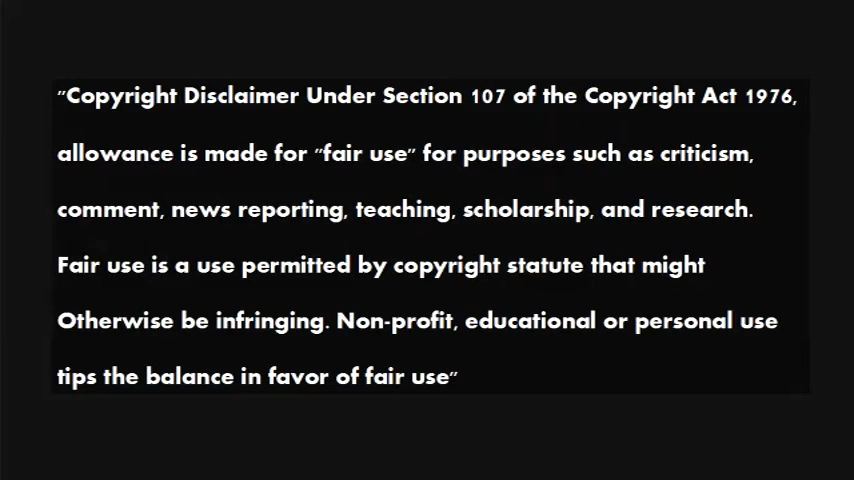 "Copyright Disclaimer Under Section 107 of the Copyright Act 1976,
allowance is made for "fair use" for purposes such as criticism,
comment, news reporting, teaching, scholarship, and research.
Fair use is a use permitted by copyright statute that might
Otherwise be infringing. Non-profit, educational or personal use
tips the balance in favor of fair use"